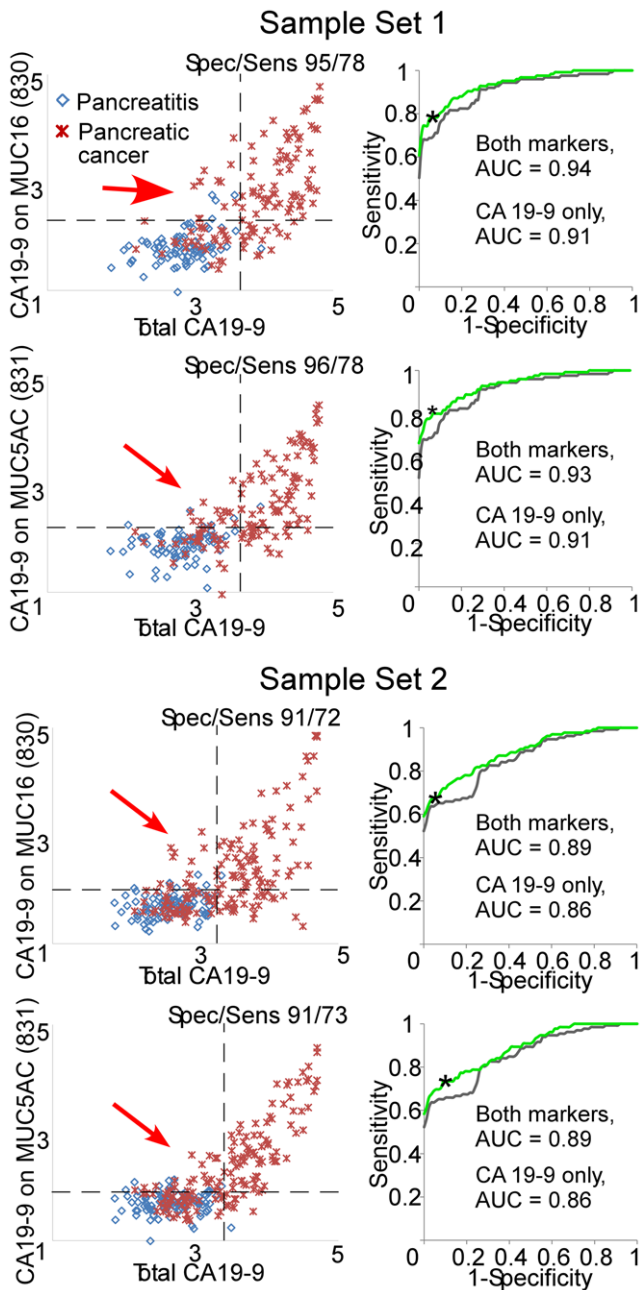 Sample Set 1
Spec/Sens 95/78
CA19-9 on MUC16 (830)
5
3
1
Pancreatitis
Pancreatic
cancer
3
5
Total CA19-9
Sensitivity
1
0.8
0.6
0.4
0.2
0
0.2
0.4
0.6
0.8
1
1-Specificity
Both markers,
AUC = 0.94
CA 19-9 only,
AUC = 0.91
Spec/Sens 96/78
CA19-9 on MUC5AC (831)
5
3
1
3
5
Total CA19-9
Sensitivity
0.8
0.6
0.4
0.2
0
0.2
0.4
0.6
0.8
1
1-Specificity
Both markers,
AUC = 0.93
CA 19-9 only,
AUC = 0.91
Sample Set 2
Spec/Sens 91/72
CA19-9 on MUC16 (830)
5
3
1
3
5
Total CA19-9
Sensitivity
1
0.8
0.6
0.4
0.2
0
0.2
0.4
0.6
0.8
1
1-Specificity
Both markers,
AUC = 0.89
CA 19-9 only,
AUC = 0.86
Spec/Sens 91/73
CA19-9 on MUC5AC (831)
5
3
1
3
5
Total CA19-9
Sensitivity
1
0.8
0.6
0.4
0.2
0
0.2
0.4
0.6
0.8
1
1-Specificity
Both markers,
AUC = 0.89
CA 19-9 only,
AUC = 0.86